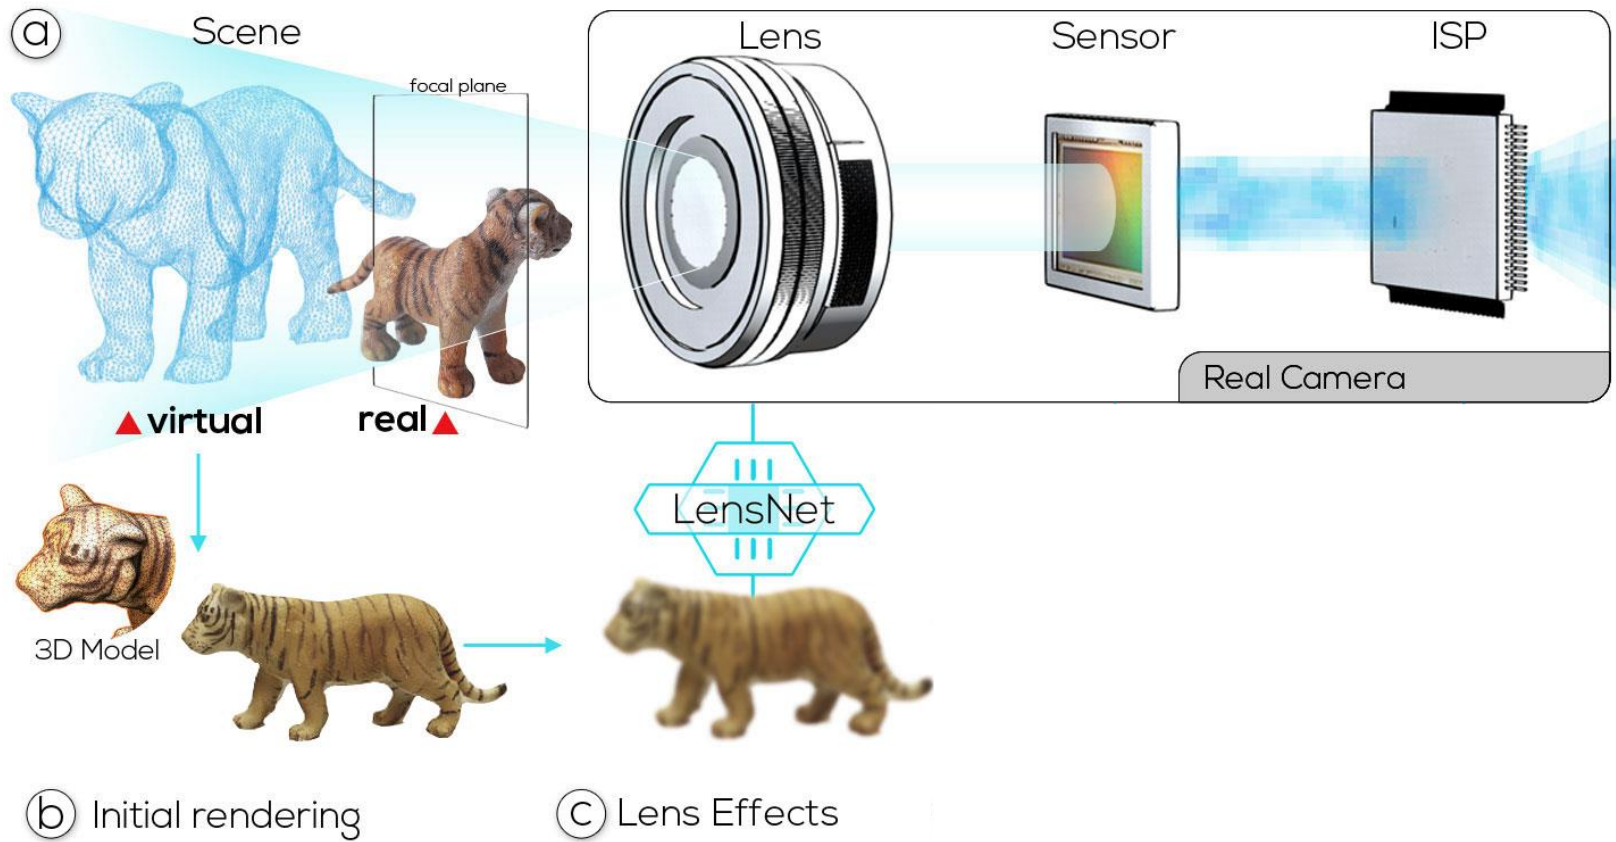 a Scene
Lens
Sensor
ISP
focal plane
Real Camera
virtual
real
LensNet
3D Model
b Initial rendering
c Lens Effects